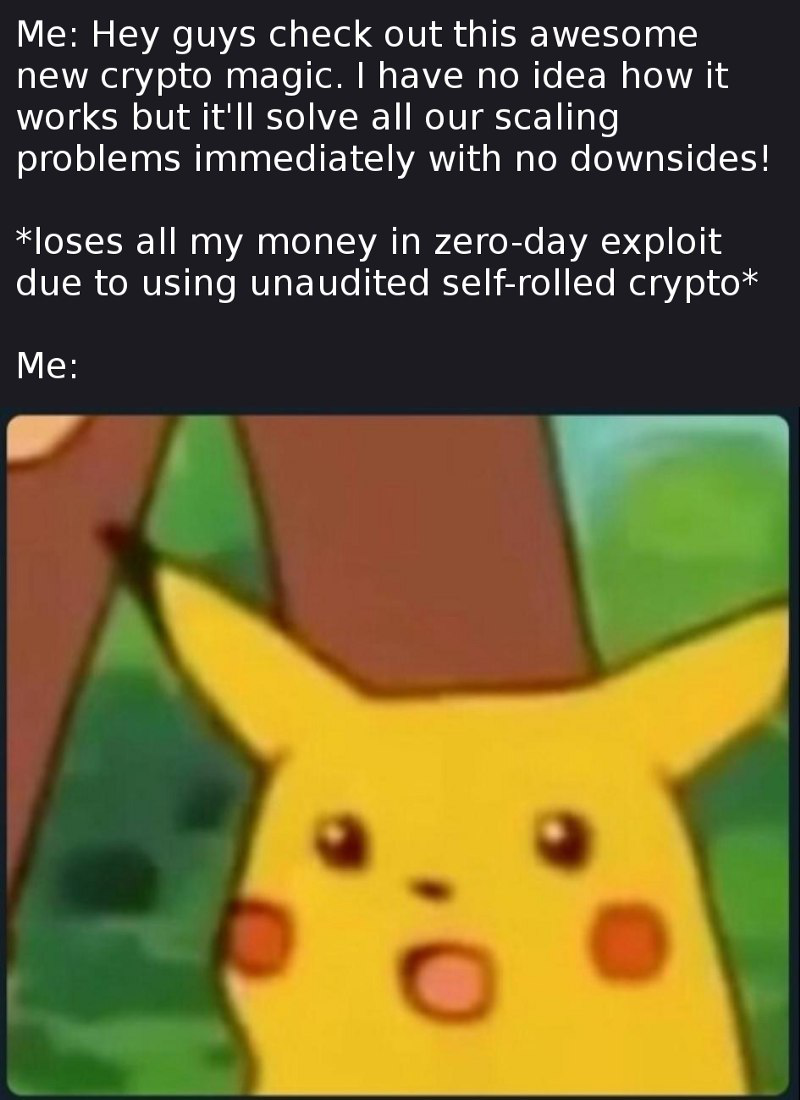 Me: Hey guys check out this awesome
new crypto magic. I have no idea how it
works but it'll solve all our scaling
problems immediately with no downsides!
*loses all my money in zero-day exploit
due to using unaudited self-rolled crypto*
Me: